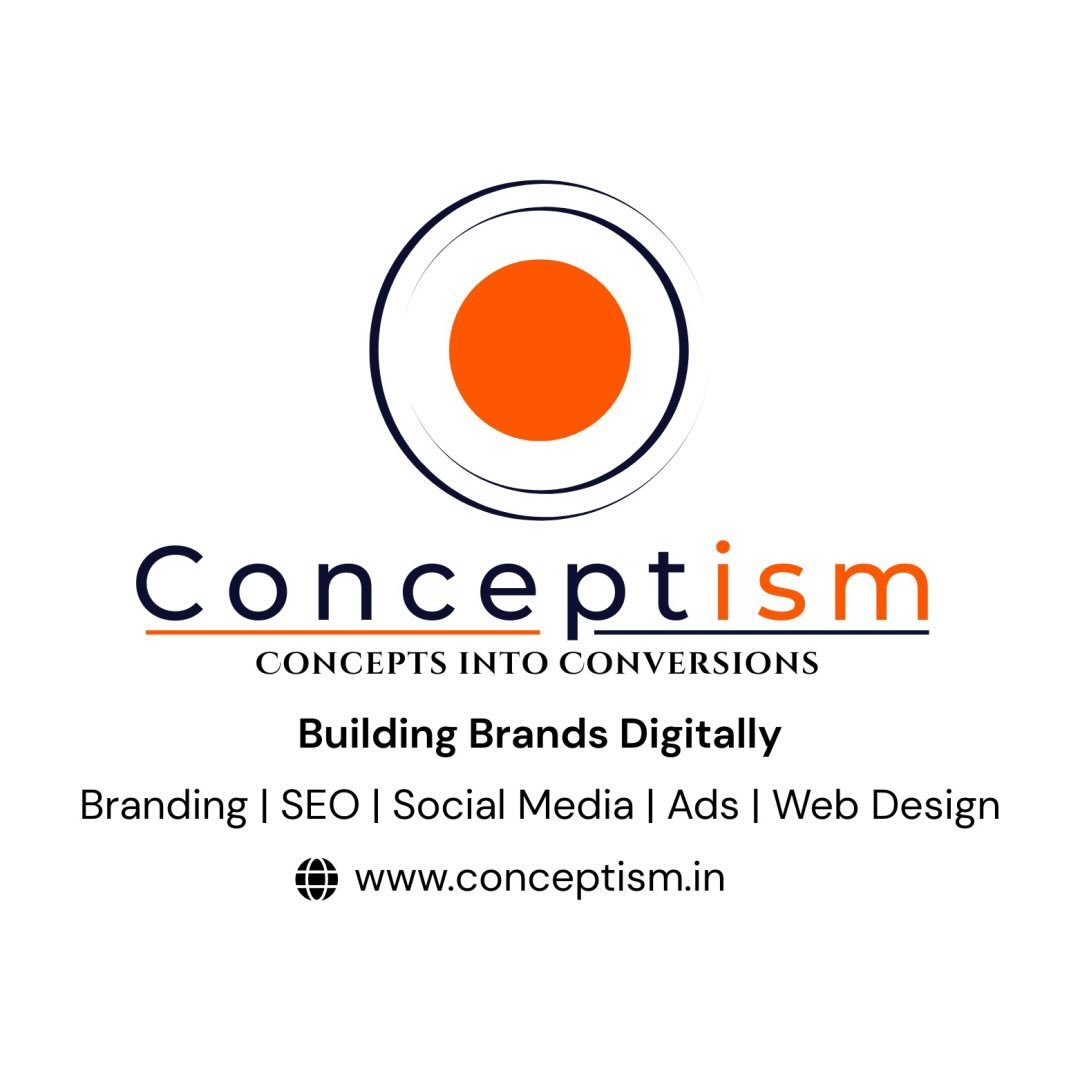 Conceptism
Concepts into Conversions
Building Brands Digitally
Branding | SEO | Social Media | Ads | Web Design
www.conceptism.in